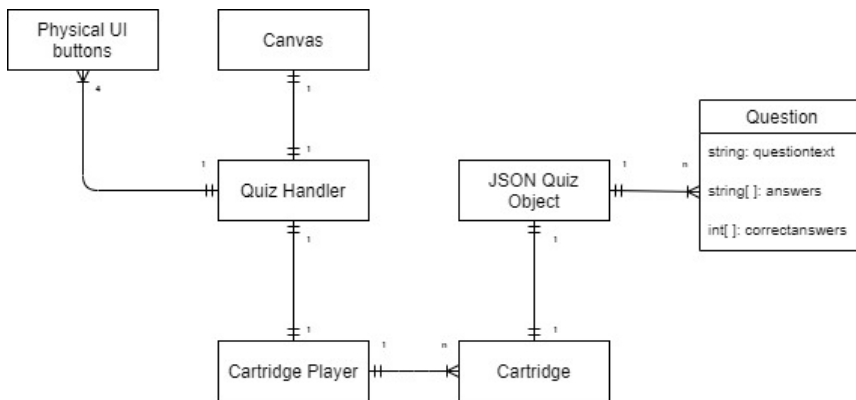 Physical UI
buttons
Canvas
4
1
1
1
Quiz Handler
1
1
Cartridge Player
1
n
Cartridge
1
1
JSON Quiz
Object
1
n
Question
string: questiontext
string[ ]: answers
int[ ]: correctanswers